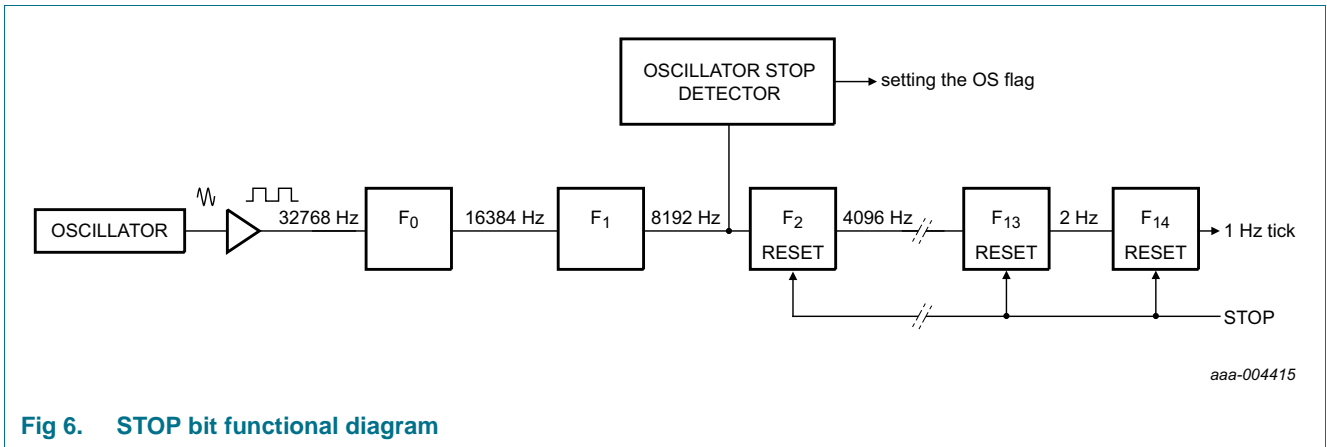 OSCILLATOR STOP
DETECTOR
setting the OS flag
OSCILLATOR
32768 Hz
F0
16384 Hz
F1
8192 Hz
F2
RESET
4096 Hz
F13
RESET
2 Hz
F14
RESET
1 Hz tick
STOP
aaa-004415
Fig 6. STOP bit functional diagram